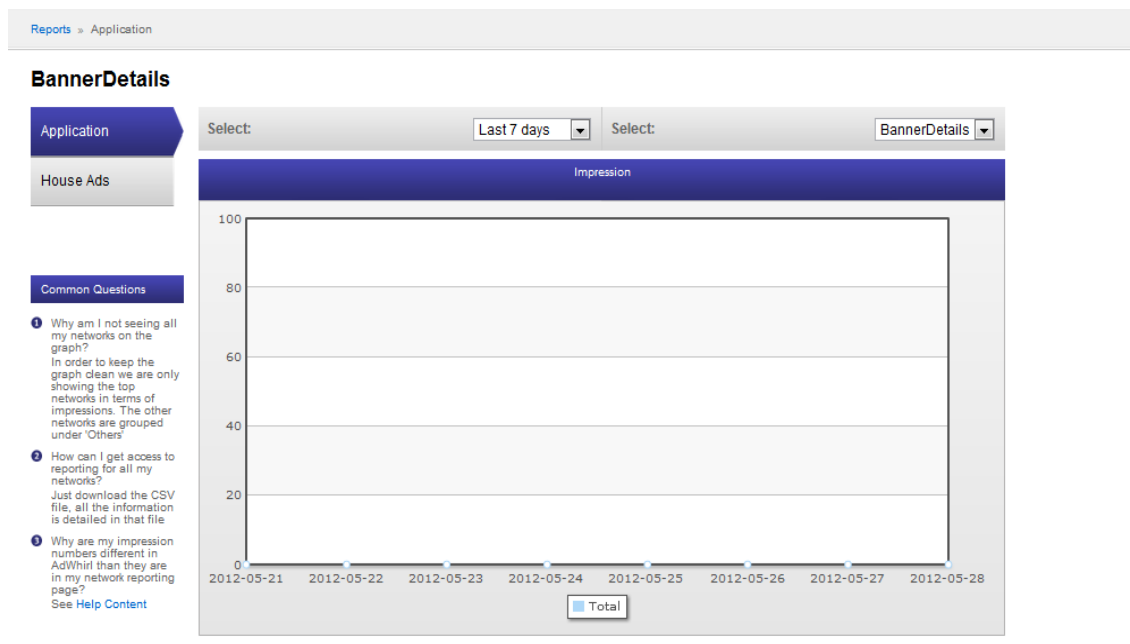 Reports » Application
BannerDetails
Application
House Ads
Select:
Last 7 days
Select:
BannerDetails
Impression
100
80
60
40
20
0
2012-05-21 2012-05-22 2012-05-23 2012-05-24 2012-05-25 2012-05-26 2012-05-27 2012-05-28
Total
Common Questions
1 Why am I not seeing all
my networks on the
graph?
In order to keep the
graph clean we are only
showing the top
networks in terms of
impressions. The other
networks are grouped
under 'Others'
2 How can I get access to
reporting for all my
networks?
Just download the CSV
file, all the information
is detailed in that file
3 Why are my impression
numbers different in
AdWhirl than they are
in my network reporting
page?
See Help Content